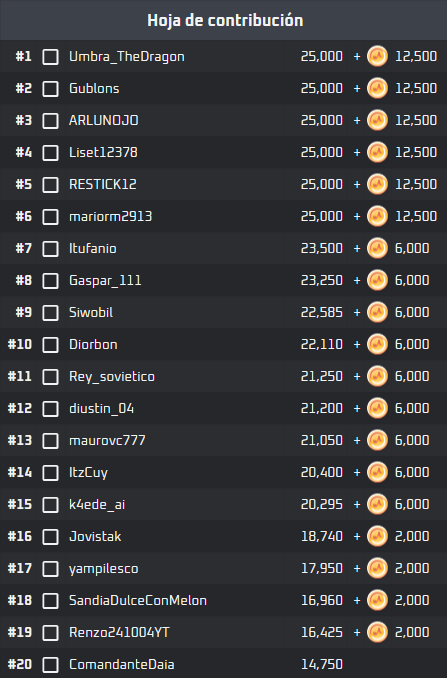 Hoja de contribución
#1 Umbra_TheDragon 25,000 + 12,500
#2 Gublons 25,000 + 12,500
#3 ARLUNOJO 25,000 + 12,500
#4 Liset12378 25,000 + 12,500
#5 RESTICK12 25,000 + 12,500
#6 mariorm2913 25,000 + 12,500
#7 Itufanio 23,500 + 6,000
#8 Gaspar_111 23,250 + 6,000
#9 Siwobil 22,585 + 6,000
#10 Diorbon 22,110 + 6,000
#11 Rey_sovietico 21,250 + 6,000
#12 diustin_04 21,200 + 6,000
#13 maurovc777 21,050 + 6,000
#14 ItzCuy 20,400 + 6,000
#15 k4ede_ai 20,295 + 6,000
#16 Jovistak 18,740 + 2,000
#17 yampilesco 17,950 + 2,000
#18 SandiaDulceConMelon 16,960 + 2,000
#19 Renzo241004YT 16,425 + 2,000
#20 ComandanteDaia 14,750